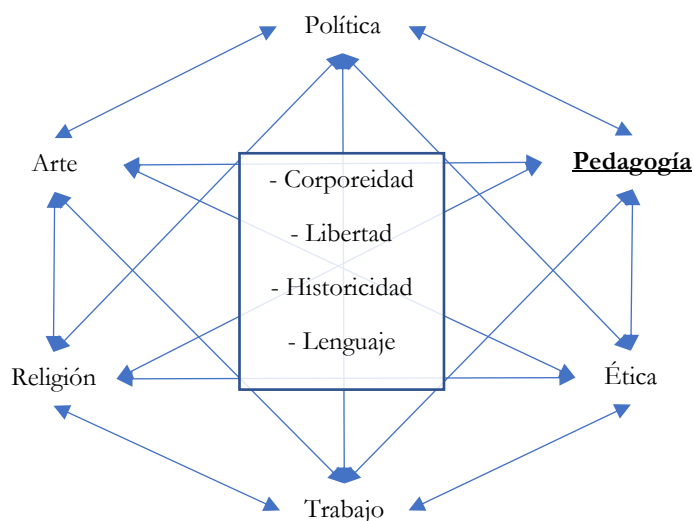 Política
Arte
Pedagogía
- Corporeidad
- Libertad
- Historicidad
- Lenguaje
Religión
Ética
Trabajo